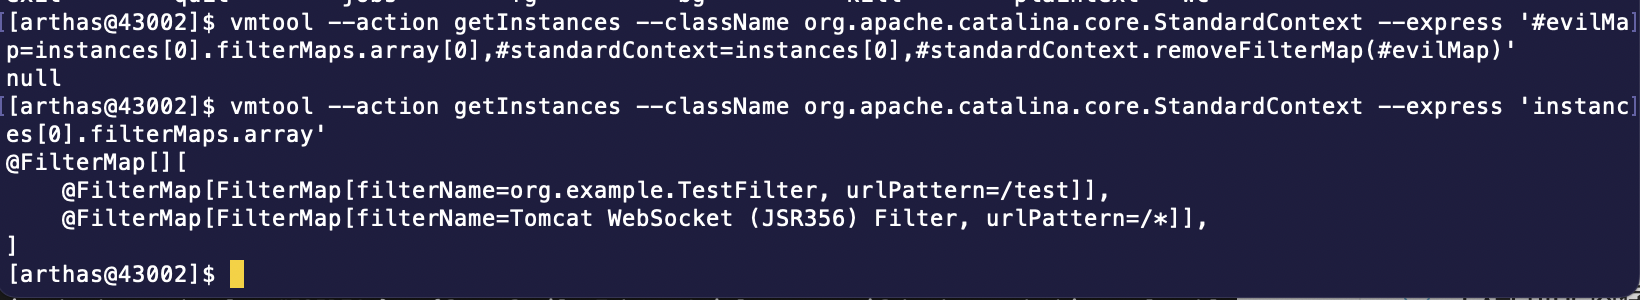 [arthas@43002]$ vmtool --action getInstances --className org.apache.catalina.core.StandardContext --express '#evilMa
p=instances[0].filterMaps.array[0],#standardContext=instances[0],#standardContext.removeFilterMap(#evilMap)'
null
[arthas@43002]$ vmtool --action getInstances --className org.apache.catalina.core.StandardContext --express 'instanc
es[0].filterMaps.array'
@FilterMap[][
    @FilterMap[FilterMap[filterName=org.example.TestFilter, urlPattern=/test]],
    @FilterMap[FilterMap[filterName=Tomcat WebSocket (JSR356) Filter, urlPattern=/*]],
]
[arthas@43002]$